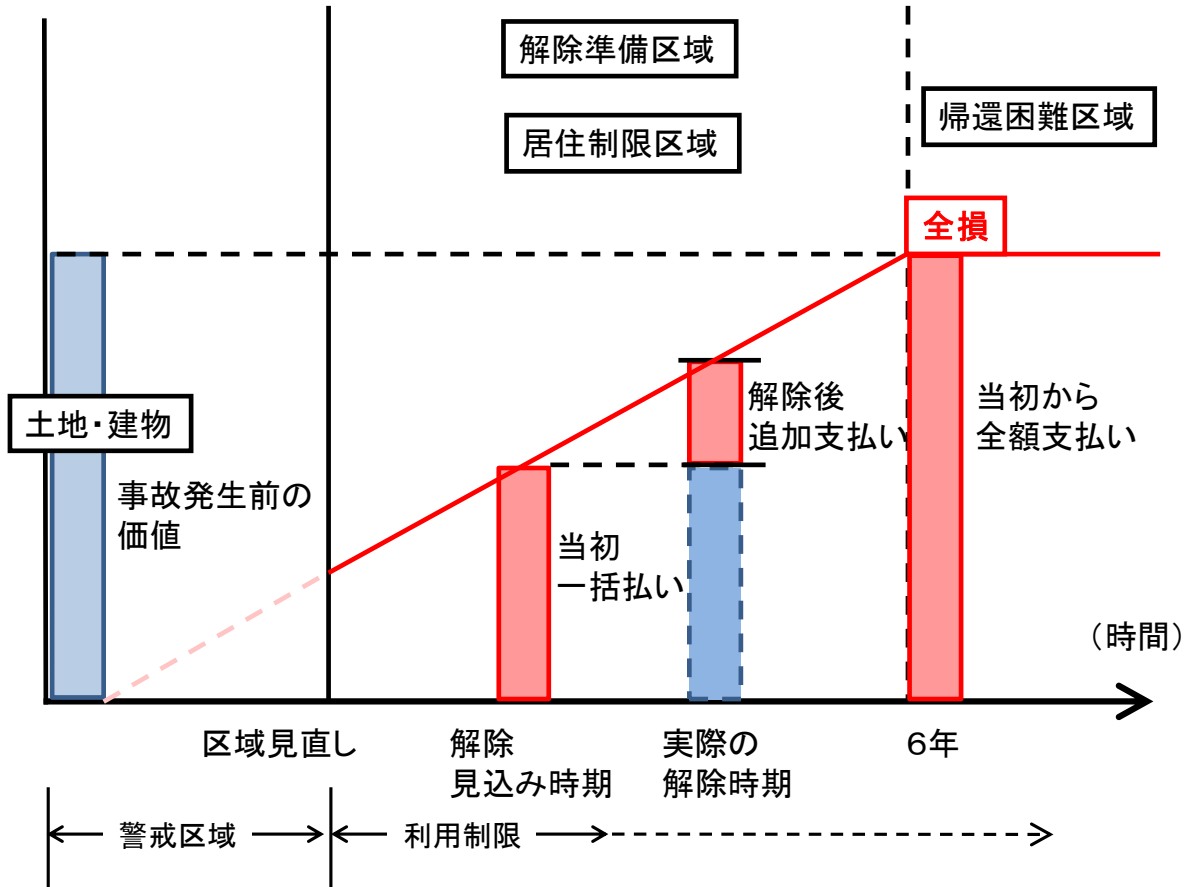 解除準備区域
居住制限区域
帰還困難区域
全損
土地・建物
事故発生前の
価値
当初
一括払い
解除後
追加支払い
当初から
全額支払い
（時間）
区域見直し
解除
見込み時期
実際の
解除時期
６年
警戒区域
利用制限